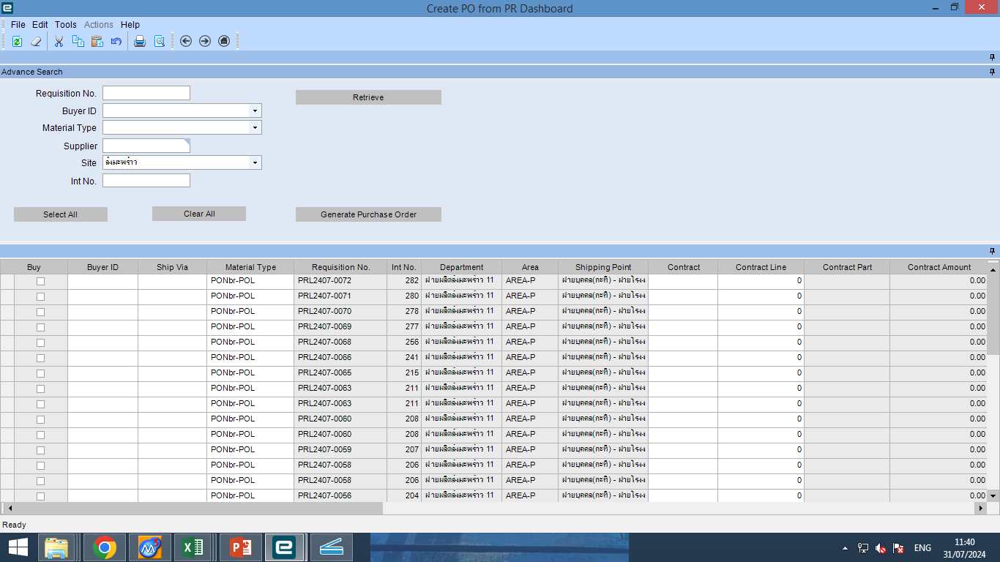 Create PO from PR Dashboard
File Edit Tools Actions Help
Advance Search
Requisition No.
Retrieve
Buyer ID
Material Type
Supplier
Site ล้งมะพร้าว
Int No.
Select All Clear All Generate Purchase Order
Buy Buyer ID Ship Via Material Type Requisition No. Int No. Department Area Shipping Point Contract Contract Line Contract Part Contract Amount
PONbr-POL PRL2407-0072 282 ฝ่ายผลิตล้งมะพร้าว 11 AREA-P ฝ่ายบุคคล(กะทิ) - ฝ่ายโรงง 0 0.00
PONbr-POL PRL2407-0071 280 ฝ่ายผลิตล้งมะพร้าว 11 AREA-P ฝ่ายบุคคล(กะทิ) - ฝ่ายโรงง 0 0.00
PONbr-POL PRL2407-0070 278 ฝ่ายผลิตล้งมะพร้าว 11 AREA-P ฝ่ายบุคคล(กะทิ) - ฝ่ายโรงง 0 0.00
PONbr-POL PRL2407-0069 277 ฝ่ายผลิตล้งมะพร้าว 11 AREA-P ฝ่ายบุคคล(กะทิ) - ฝ่ายโรงง 0 0.00
PONbr-POL PRL2407-0068 256 ฝ่ายผลิตล้งมะพร้าว 11 AREA-P ฝ่ายบุคคล(กะทิ) - ฝ่ายโรงง 0 0.00
PONbr-POL PRL2407-0066 241 ฝ่ายผลิตล้งมะพร้าว 11 AREA-P ฝ่ายบุคคล(กะทิ) - ฝ่ายโรงง 0 0.00
PONbr-POL PRL2407-0065 215 ฝ่ายผลิตล้งมะพร้าว 11 AREA-P ฝ่ายบุคคล(กะทิ) - ฝ่ายโรงง 0 0.00
PONbr-POL PRL2407-0063 211 ฝ่ายผลิตล้งมะพร้าว 11 AREA-P ฝ่ายบุคคล(กะทิ) - ฝ่ายโรงง 0 0.00
PONbr-POL PRL2407-0063 211 ฝ่ายผลิตล้งมะพร้าว 11 AREA-P ฝ่ายบุคคล(กะทิ) - ฝ่ายโรงง 0 0.00
PONbr-POL PRL2407-0060 208 ฝ่ายผลิตล้งมะพร้าว 11 AREA-P ฝ่ายบุคคล(กะทิ) - ฝ่ายโรงง 0 0.00
PONbr-POL PRL2407-0060 208 ฝ่ายผลิตล้งมะพร้าว 11 AREA-P ฝ่ายบุคคล(กะทิ) - ฝ่ายโรงง 0 0.00
PONbr-POL PRL2407-0059 207 ฝ่ายผลิตล้งมะพร้าว 11 AREA-P ฝ่ายบุคคล(กะทิ) - ฝ่ายโรงง 0 0.00
PONbr-POL PRL2407-0058 206 ฝ่ายผลิตล้งมะพร้าว 11 AREA-P ฝ่ายบุคคล(กะทิ) - ฝ่ายโรงง 0 0.00
PONbr-POL PRL2407-0058 206 ฝ่ายผลิตล้งมะพร้าว 11 AREA-P ฝ่ายบุคคล(กะทิ) - ฝ่ายโรงง 0 0.00
PONbr-POL PRL2407-0056 204 ฝ่ายผลิตล้งมะพร้าว 11 AREA-P ฝ่ายบุคคล(กะทิ) - ฝ่ายโรงง 0 0.00
Ready
ENG
11:40
31/07/2024